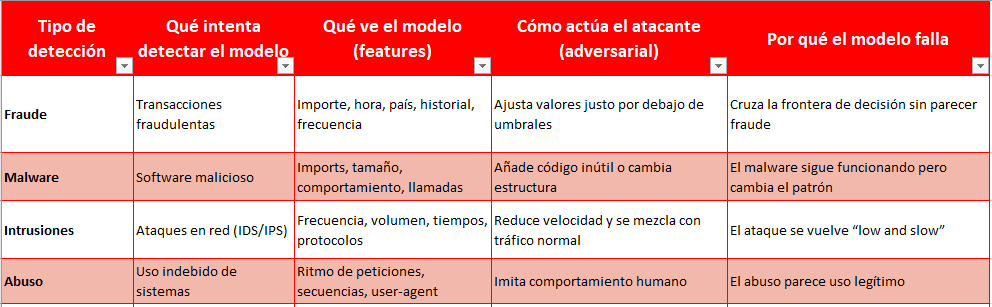 Tipo de
detección
Qué intenta
detectar el modelo
Qué ve el modelo
(features)
Cómo actúa el atacante
(adversarial)
Por qué el modelo falla
Fraude
Transacciones
fraudulentas
Importe, hora, país, historial,
frecuencia
Ajusta valores justo por debajo de
umbrales
Cruza la frontera de decisión sin parecer
fraude
Malware
Software malicioso
Imports, tamaño,
comportamiento, llamadas
Añade código inútil o cambia
estructura
El malware sigue funcionando pero
cambia el patrón
Intrusiones
Ataques en red (IDS/IPS)
Frecuencia, volumen, tiempos,
protocolos
Reduce velocidad y se mezcla con
tráfico normal
El ataque se vuelve “low and slow”
Abuso
Uso indebido de
sistemas
Ritmo de peticiones,
secuencias, user-agent
Imita comportamiento humano
El abuso parece uso legítimo